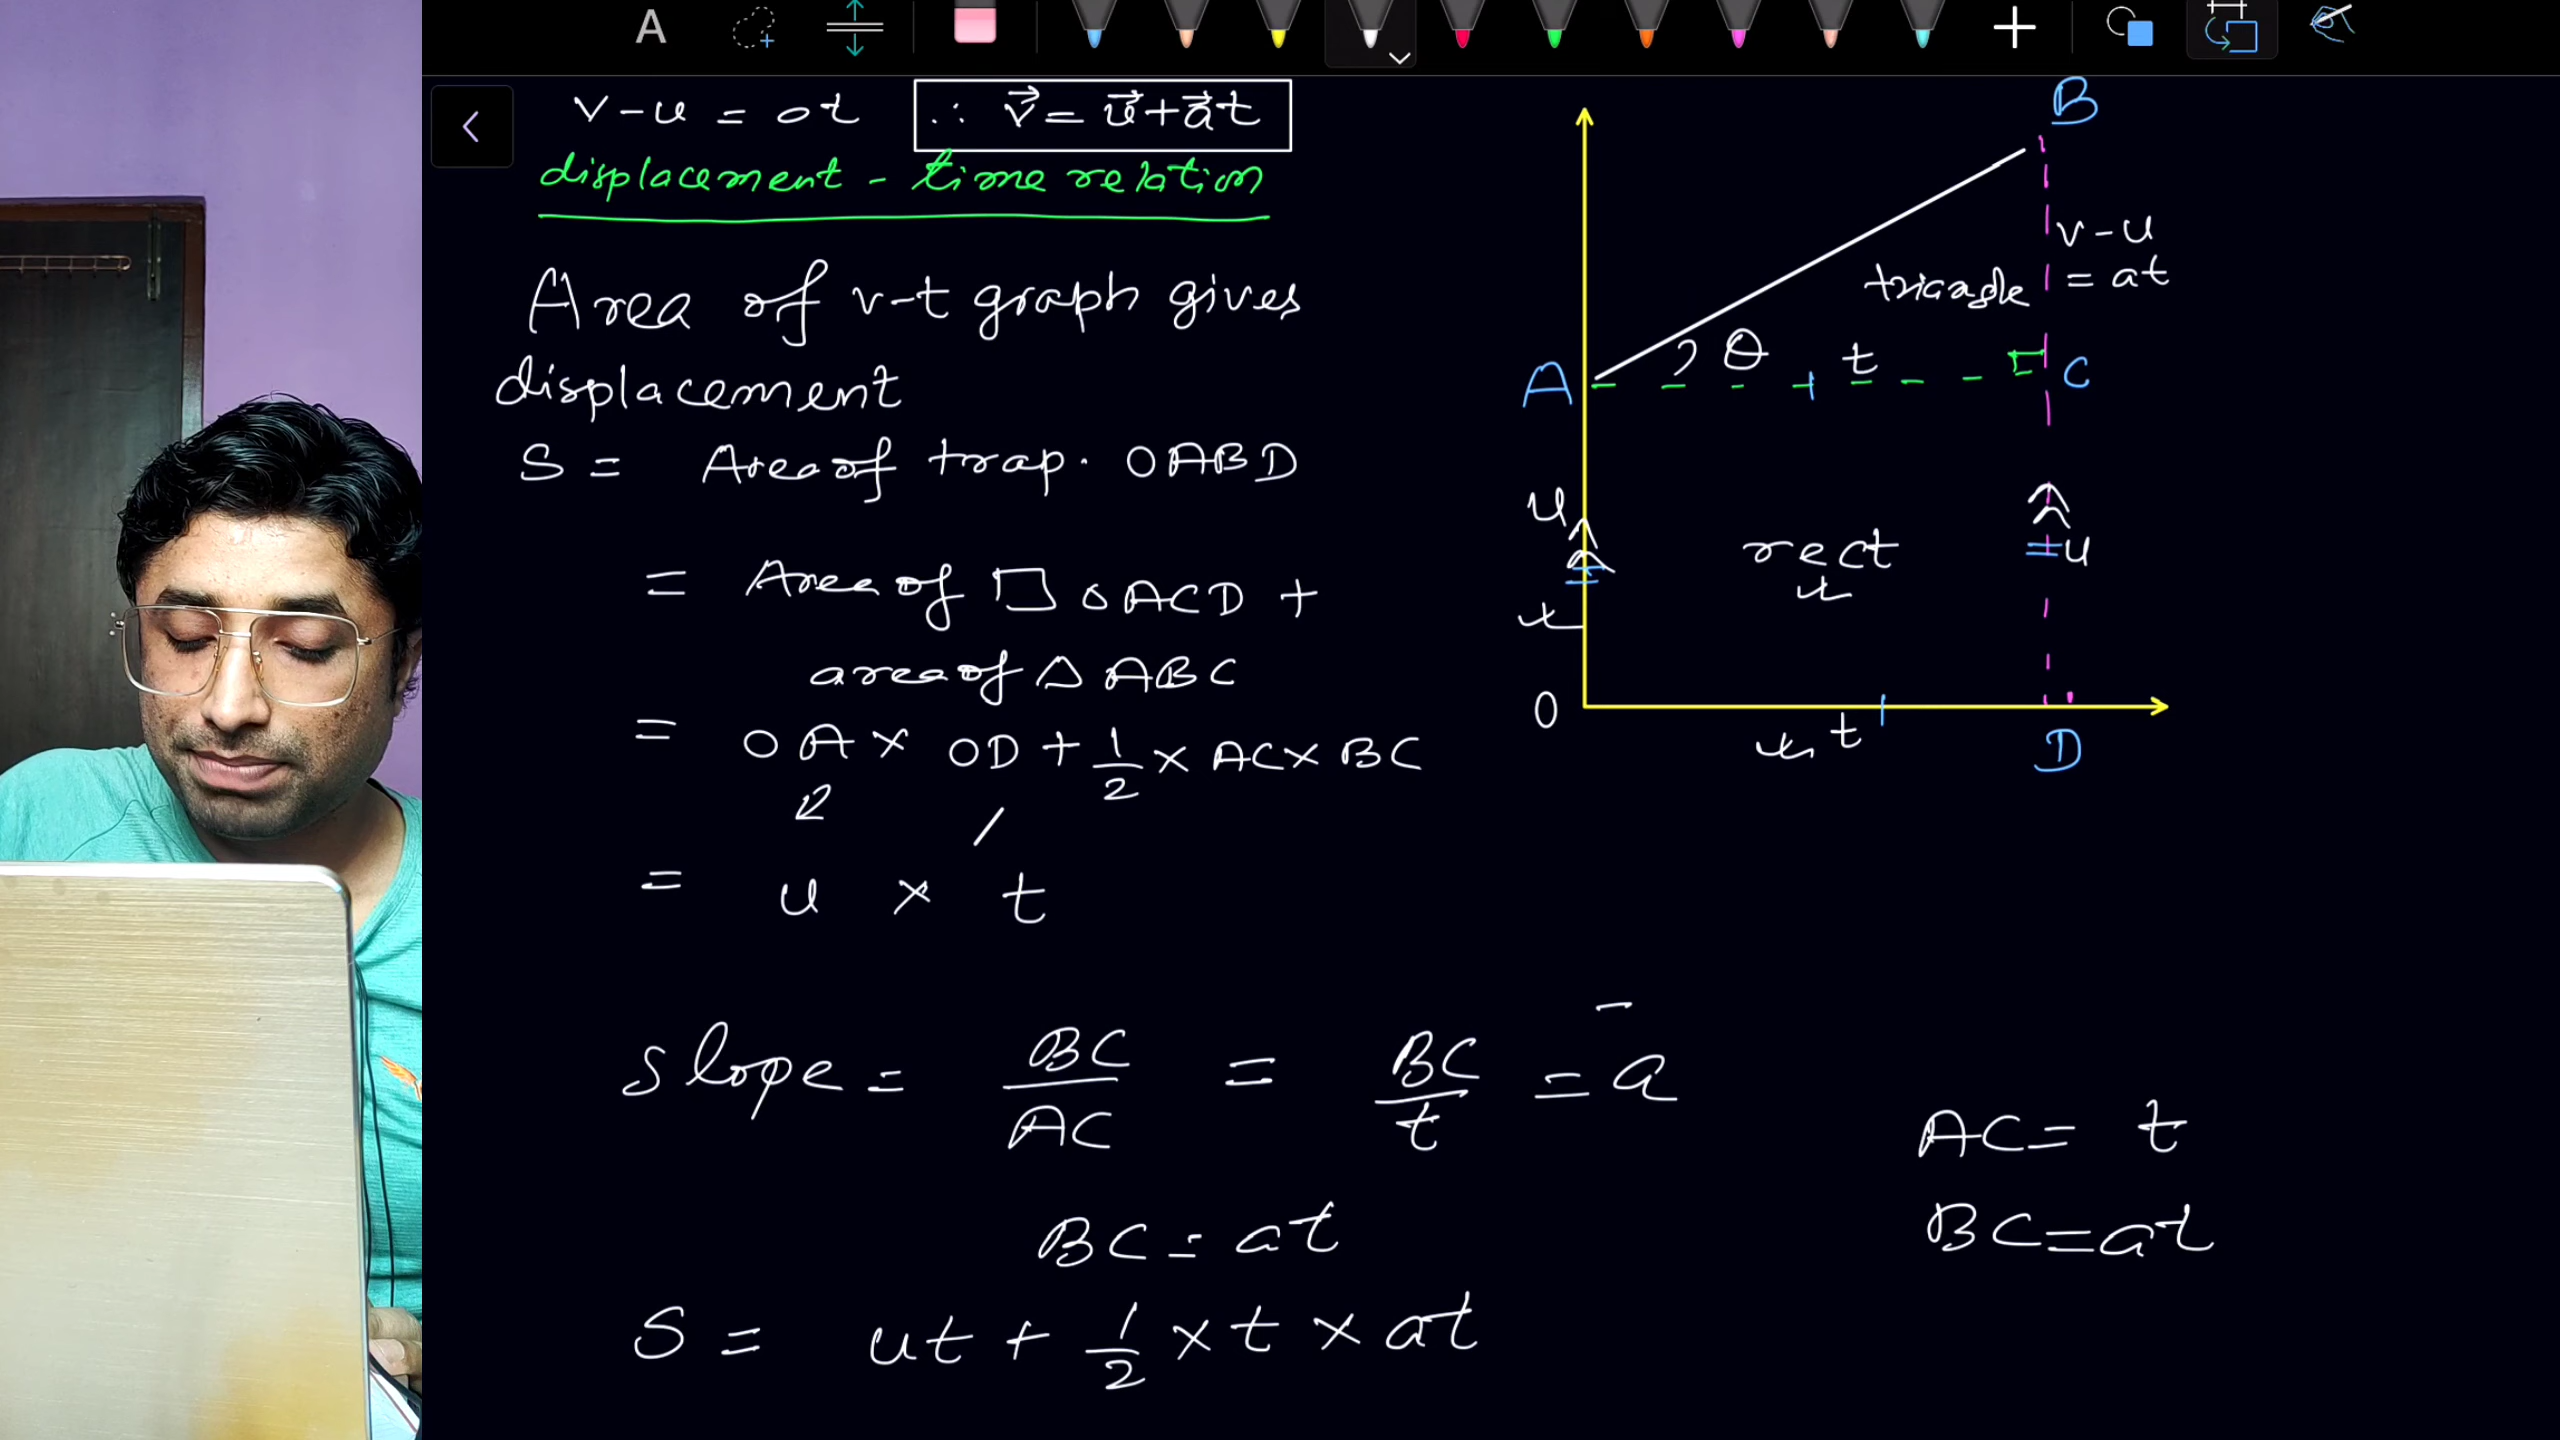 A
v-u = at ∴ v⃗ = u⃗+a⃗t
displacement - time relation
Area of v-t graph gives
displacement
S = Area of trap. OABD
= Area of □ OACD +
area of △ ABC
= OA × OD + 1/2 × AC × BC
= u × t
slope = BC/AC = BC/t = a
BC = at
S = ut + 1/2 × t × at
AC = t
BC = at
B
v-u
= at
triangle
A
θ
t
C
u
rect
u
O
t
D